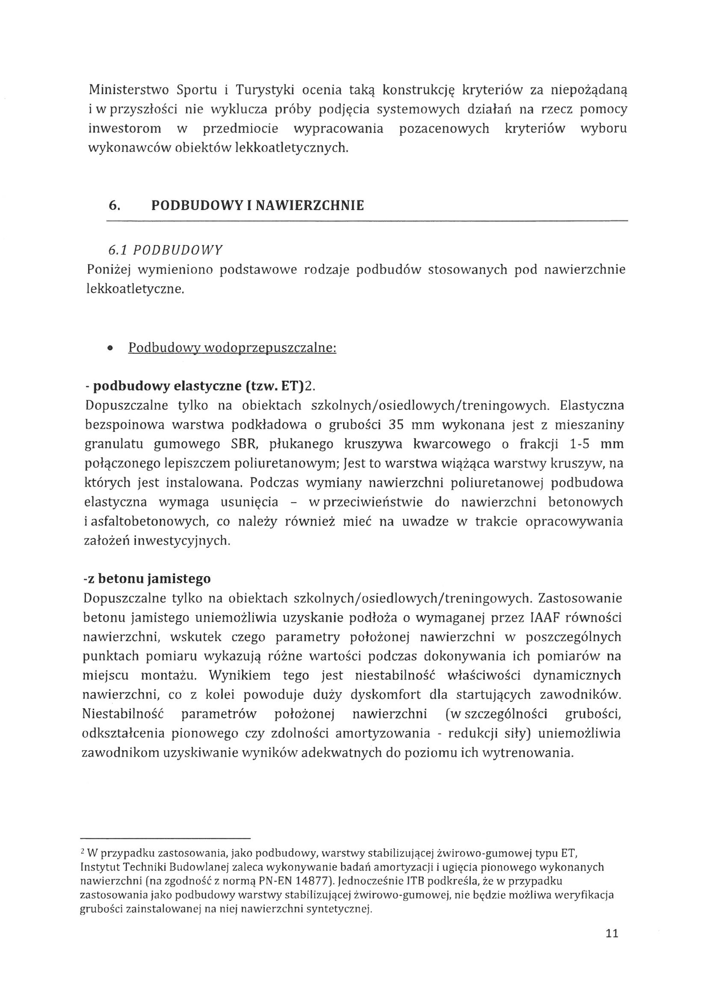 Ministerstwo Sportu i Turystyki ocenia taką konstrukcję kryteriów za niepożądaną
i w przyszłości nie wyklucza próby podjęcia systemowych działań na rzecz pomocy
inwestorom w przedmiocie wypracowania pozacenowych kryteriów wyboru
wykonawców obiektów lekkoatletycznych.
6. PODBUDOWY I NAWIERZCHNIE
6.1 PODBUDOWY
Poniżej wymieniono podstawowe rodzaje podbudów stosowanych pod nawierzchnie
lekkoatletyczne.
• Podbudowy wodoprzepuszczalne:
- podbudowy elastyczne (tzw. ET)2.
Dopuszczalne tylko na obiektach szkolnych/osiedlowych/treningowych. Elastyczna
bezspoinowa warstwa podkładowa o grubości 35 mm wykonana jest z mieszaniny
granulatu gumowego SBR, płukanego kruszywa kwarcowego o frakcji 1-5 mm
połączonego lepiszczem poliuretanowym; Jest to warstwa wiążąca warstwy kruszyw, na
których jest instalowana. Podczas wymiany nawierzchni poliuretanowej podbudowa
elastyczna wymaga usunięcia – w przeciwieństwie do nawierzchni betonowych
i asfaltobetonowych, co należy również mieć na uwadze w trakcie opracowywania
założeń inwestycyjnych.
-z betonu jamistego
Dopuszczalne tylko na obiektach szkolnych/osiedlowych/treningowych. Zastosowanie
betonu jamistego uniemożliwia uzyskanie podłoża o wymaganej przez IAAF równości
nawierzchni, wskutek czego parametry położonej nawierzchni w poszczególnych
punktach pomiaru wykazują różne wartości podczas dokonywania ich pomiarów na
miejscu montażu. Wynikiem tego jest niestabilność właściwości dynamicznych
nawierzchni, co z kolei powoduje duży dyskomfort dla startujących zawodników.
Niestabilność parametrów położonej nawierzchni (w szczególności grubości,
odkształcenia pionowego czy zdolności amortyzowania - redukcji siły) uniemożliwia
zawodnikom uzyskiwanie wyników adekwatnych do poziomu ich wytrenowania.
2 W przypadku zastosowania, jako podbudowy, warstwy stabilizującej żwirowo-gumowej typu ET,
Instytut Techniki Budowlanej zaleca wykonywanie badań amortyzacji i ugięcia pionowego wykonanych
nawierzchni (na zgodność z normą PN-EN 14877). Jednocześnie ITB podkreśla, że w przypadku
zastosowania jako podbudowy warstwy stabilizującej żwirowo-gumowej, nie będzie możliwa weryfikacja
grubości zainstalowanej na niej nawierzchni syntetycznej.
11